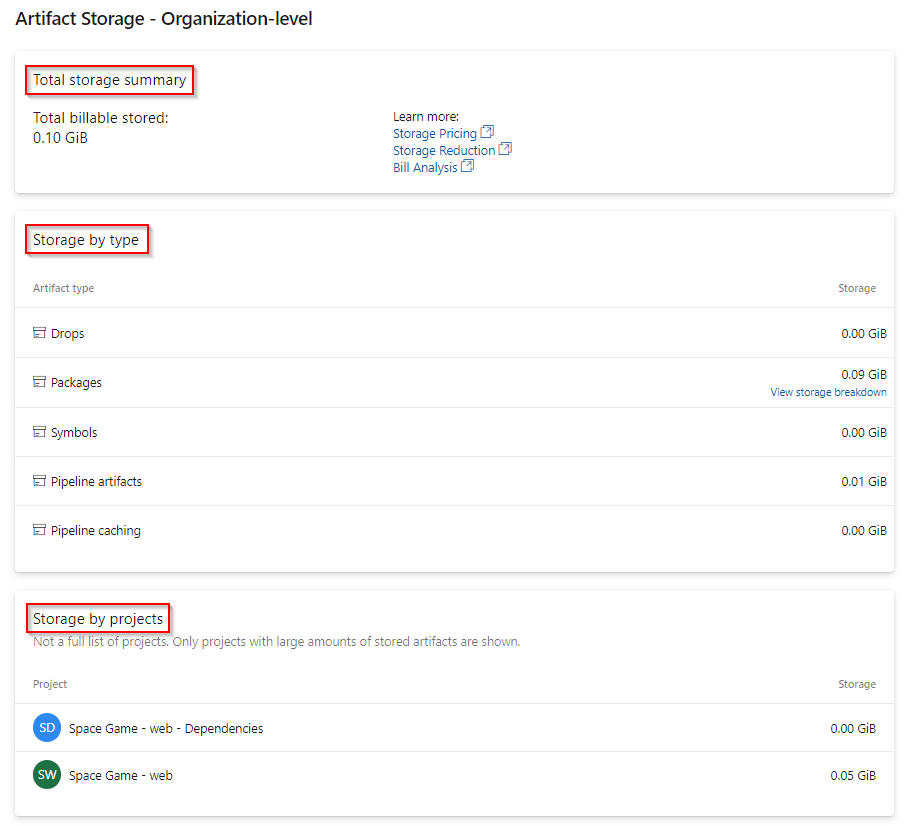 Artifact Storage - Organization-level
Total storage summary
Total billable stored:
0.10 GiB
Learn more:
Storage Pricing
Storage Reduction
Bill Analysis
Storage by type
Artifact type Storage
Drops 0.00 GiB
Packages 0.09 GiB
View storage breakdown
Symbols 0.00 GiB
Pipeline artifacts 0.01 GiB
Pipeline caching 0.00 GiB
Storage by projects
Not a full list of projects. Only projects with large amounts of stored artifacts are shown.
Project Storage
SD Space Game - web - Dependencies 0.00 GiB
SW Space Game - web 0.05 GiB